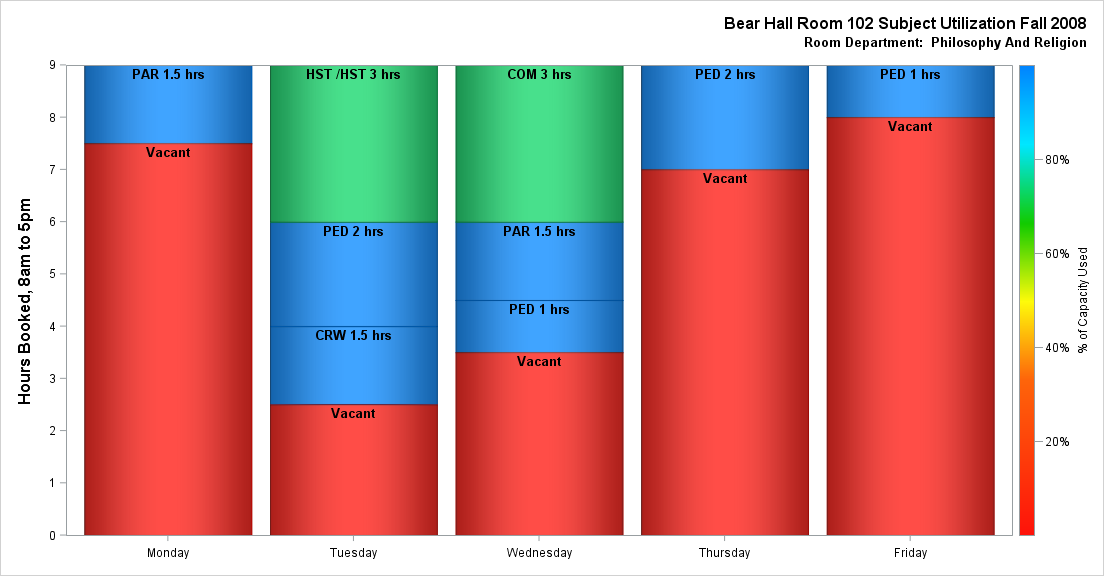 Bear Hall Room 102 Subject Utilization Fall 2008
Room Department:  Philosophy And Religion
Hours Booked, 8am to 5pm
9
8
7
6
5
4
3
2
1
0
PAR 1.5 hrs
Vacant
Monday
HST /HST 3 hrs
PED 2 hrs
CRW 1.5 hrs
Vacant
Tuesday
COM 3 hrs
PAR 1.5 hrs
PED 1 hrs
Vacant
Wednesday
PED 2 hrs
Vacant
Thursday
PED 1 hrs
Vacant
Friday
80%
60%
40%
20%
% of Capacity Used